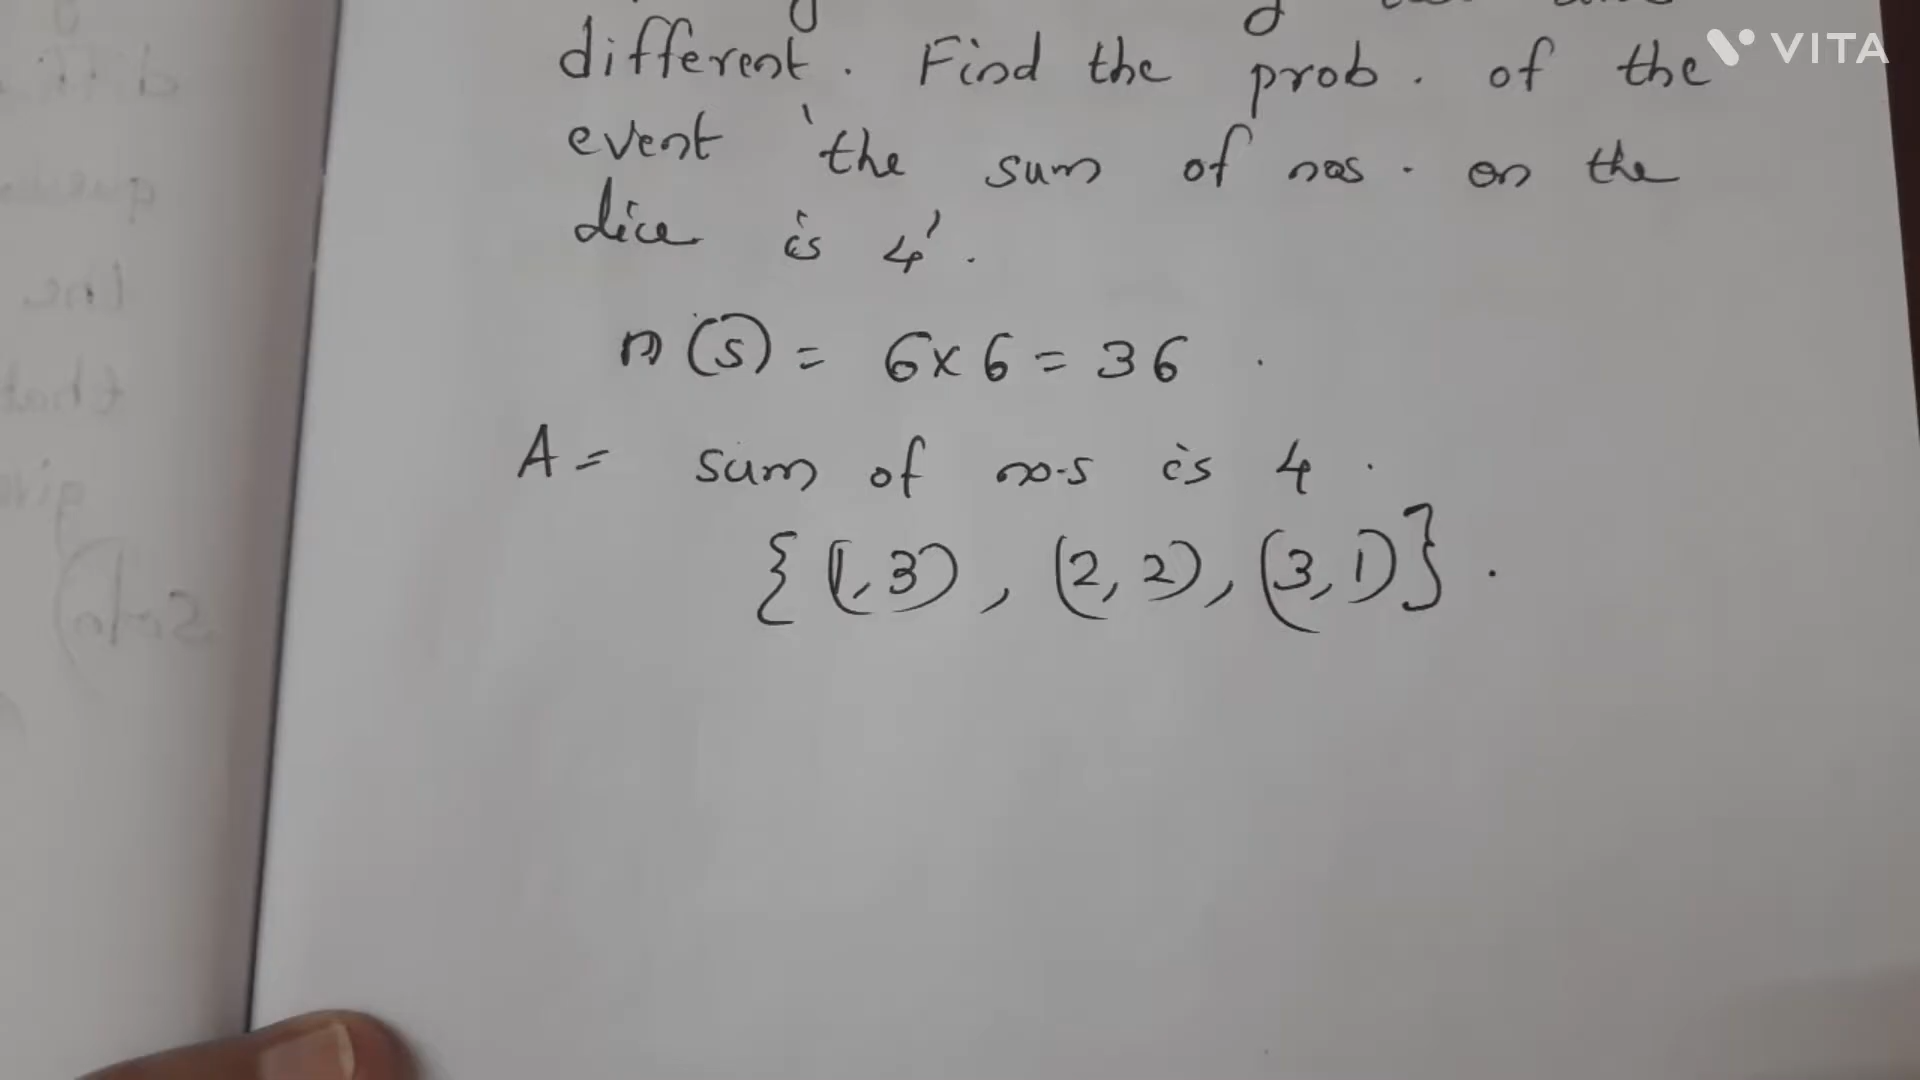 different. Find the prob. of the
event 'the sum of nos. on the
dice is 4'.
n(s) = 6x6 = 36.
A = sum of no.s is 4.
{(1,3), (2,2), (3,1)}.
VITA